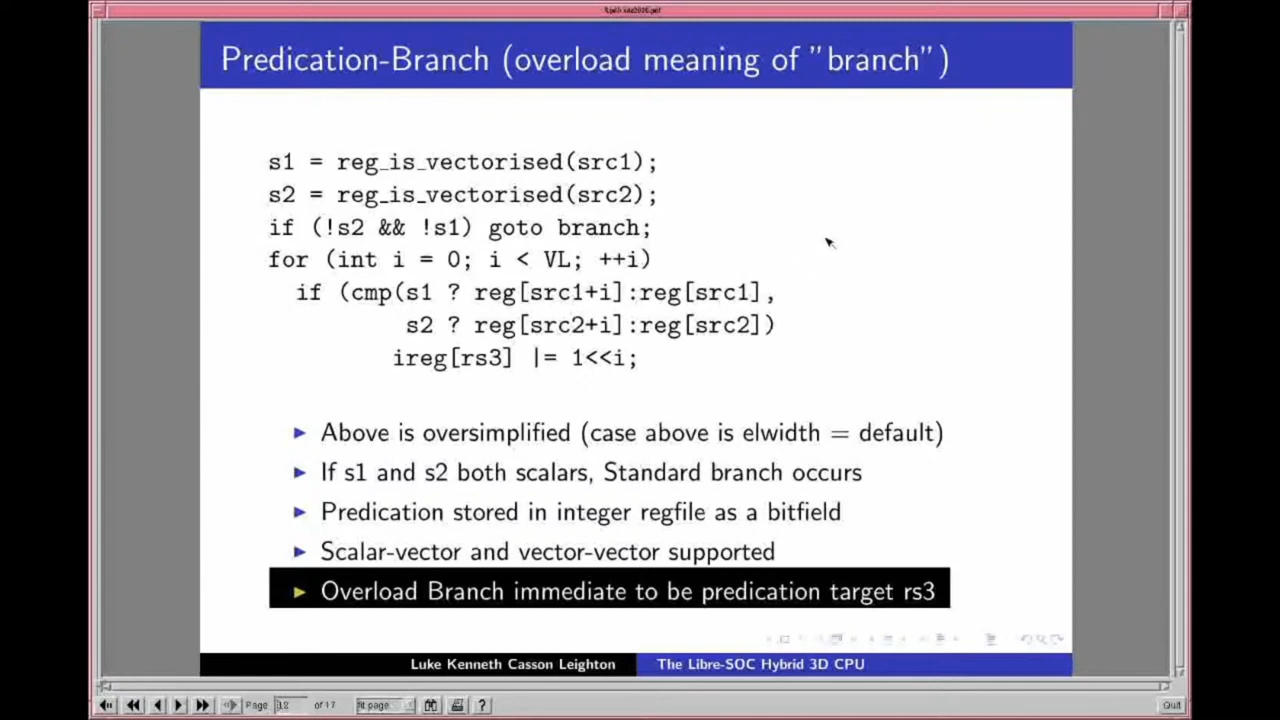 Predication-Branch (overload meaning of "branch")
s1 = reg_is_vectorised(src1);
s2 = reg_is_vectorised(src2);
if (!s2 && !s1) goto branch;
for (int i = 0; i < VL; ++i)
if (cmp(s1 ? reg[src1+i]:reg[src1],
s2 ? reg[src2+i]:reg[src2])
ireg[rs3] |= 1<<i;
Above is oversimplified (case above is elwidth = default)
If s1 and s2 both scalars, Standard branch occurs
Predication stored in integer regfile as a bitfield
Scalar-vector and vector-vector supported
Overload Branch immediate to be predication target rs3
Luke Kenneth Casson Leighton The Libre-SOC Hybrid 3D CPU
Page 12 of 17 fit page ? Quit